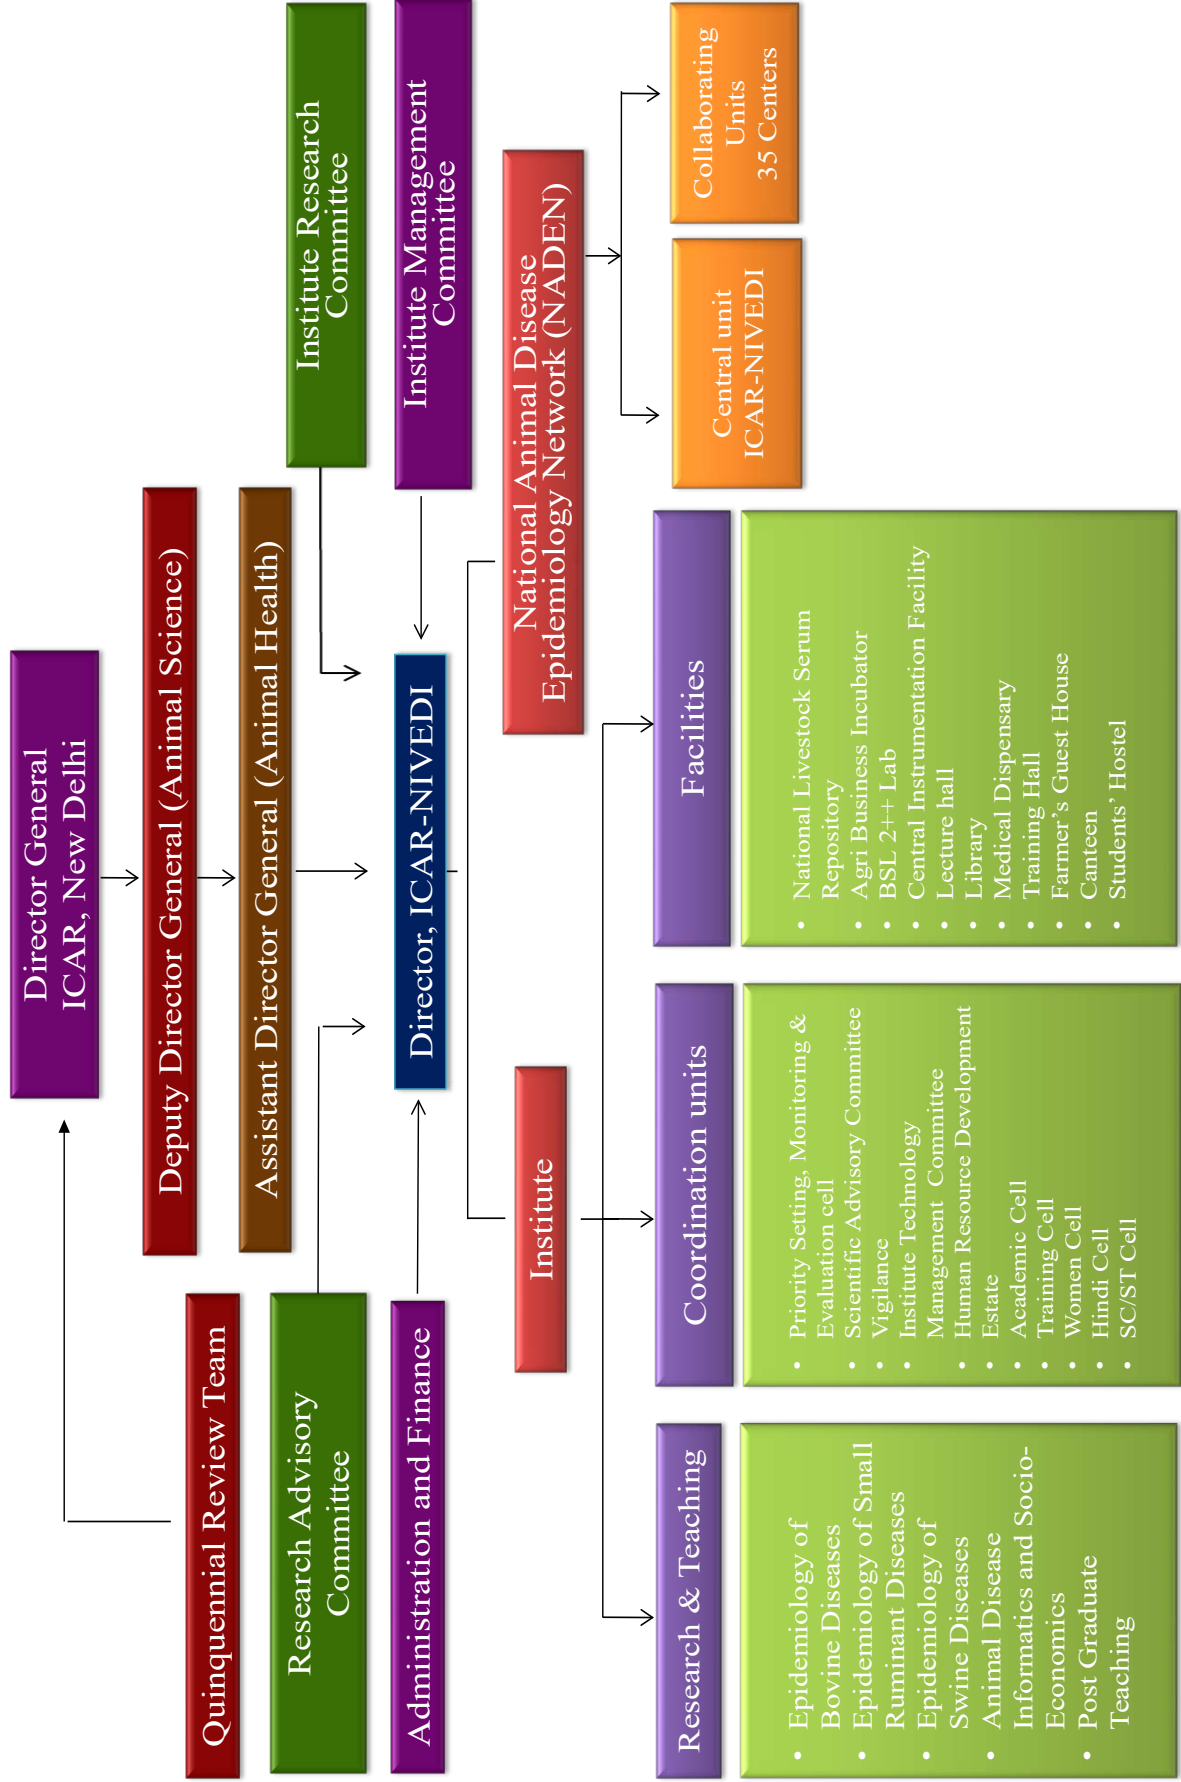 Director General
ICAR, New Delhi
Deputy Director General (Animal Science)
Quinquennial Review Team
Assistant Director General (Animal Health)
Research Advisory
Committee
Institute Research
Committee
Administration and Finance
Director, ICAR-NIVEDI
Institute Management
Committee
Institute
National Animal Disease
Epidemiology Network (NADEN)
Research & Teaching
• Epidemiology of
Bovine Diseases
• Epidemiology of Small
Ruminant Diseases
• Epidemiology of
Swine Diseases
• Animal Disease
Informatics and Socio-
Economics
• Post Graduate
Teaching
Coordination units
• Priority Setting, Monitoring &
Evaluation cell
• Scientific Advisory Committee
• Vigilance
• Institute Technology
Management Committee
• Human Resource Development
• Estate
• Academic Cell
• Training Cell
• Women Cell
• Hindi Cell
• SC/ST Cell
Facilities
• National Livestock Serum
Repository
• Agri Business Incubator
• BSL 2++ Lab
• Central Instrumentation Facility
• Lecture hall
• Library
• Medical Dispensary
• Training Hall
• Farmer’s Guest House
• Canteen
• Students’ Hostel
Central unit
ICAR-NIVEDI
Collaborating
Units
35 Centers